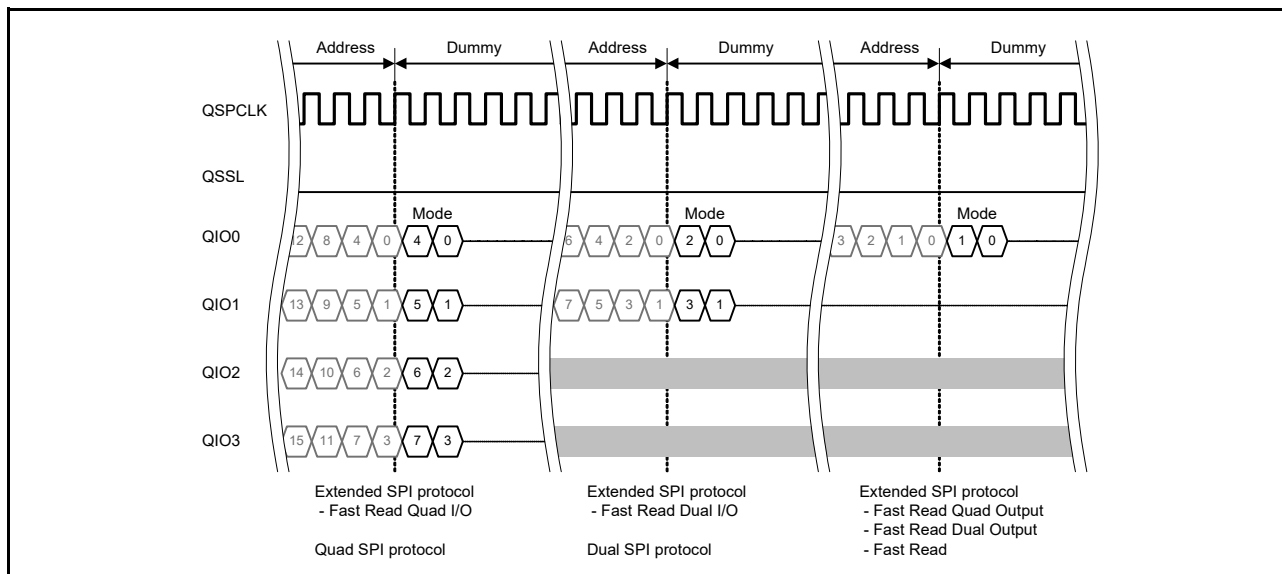 Address Dummy Address Dummy Address Dummy
QSPCLK
QSSL
Mode Mode Mode
QIO0 12 8 4 0 4 0 6 4 2 0 2 0 3 2 1 0 1 0
QIO1 13 9 5 1 5 1 7 5 3 1 3 1
QIO2 14 10 6 2 6 2
QIO3 15 11 7 3 7 3
Extended SPI protocol Extended SPI protocol Extended SPI protocol
- Fast Read Quad I/O - Fast Read Dual I/O - Fast Read Quad Output
- Fast Read Dual Output
Quad SPI protocol Dual SPI protocol - Fast Read